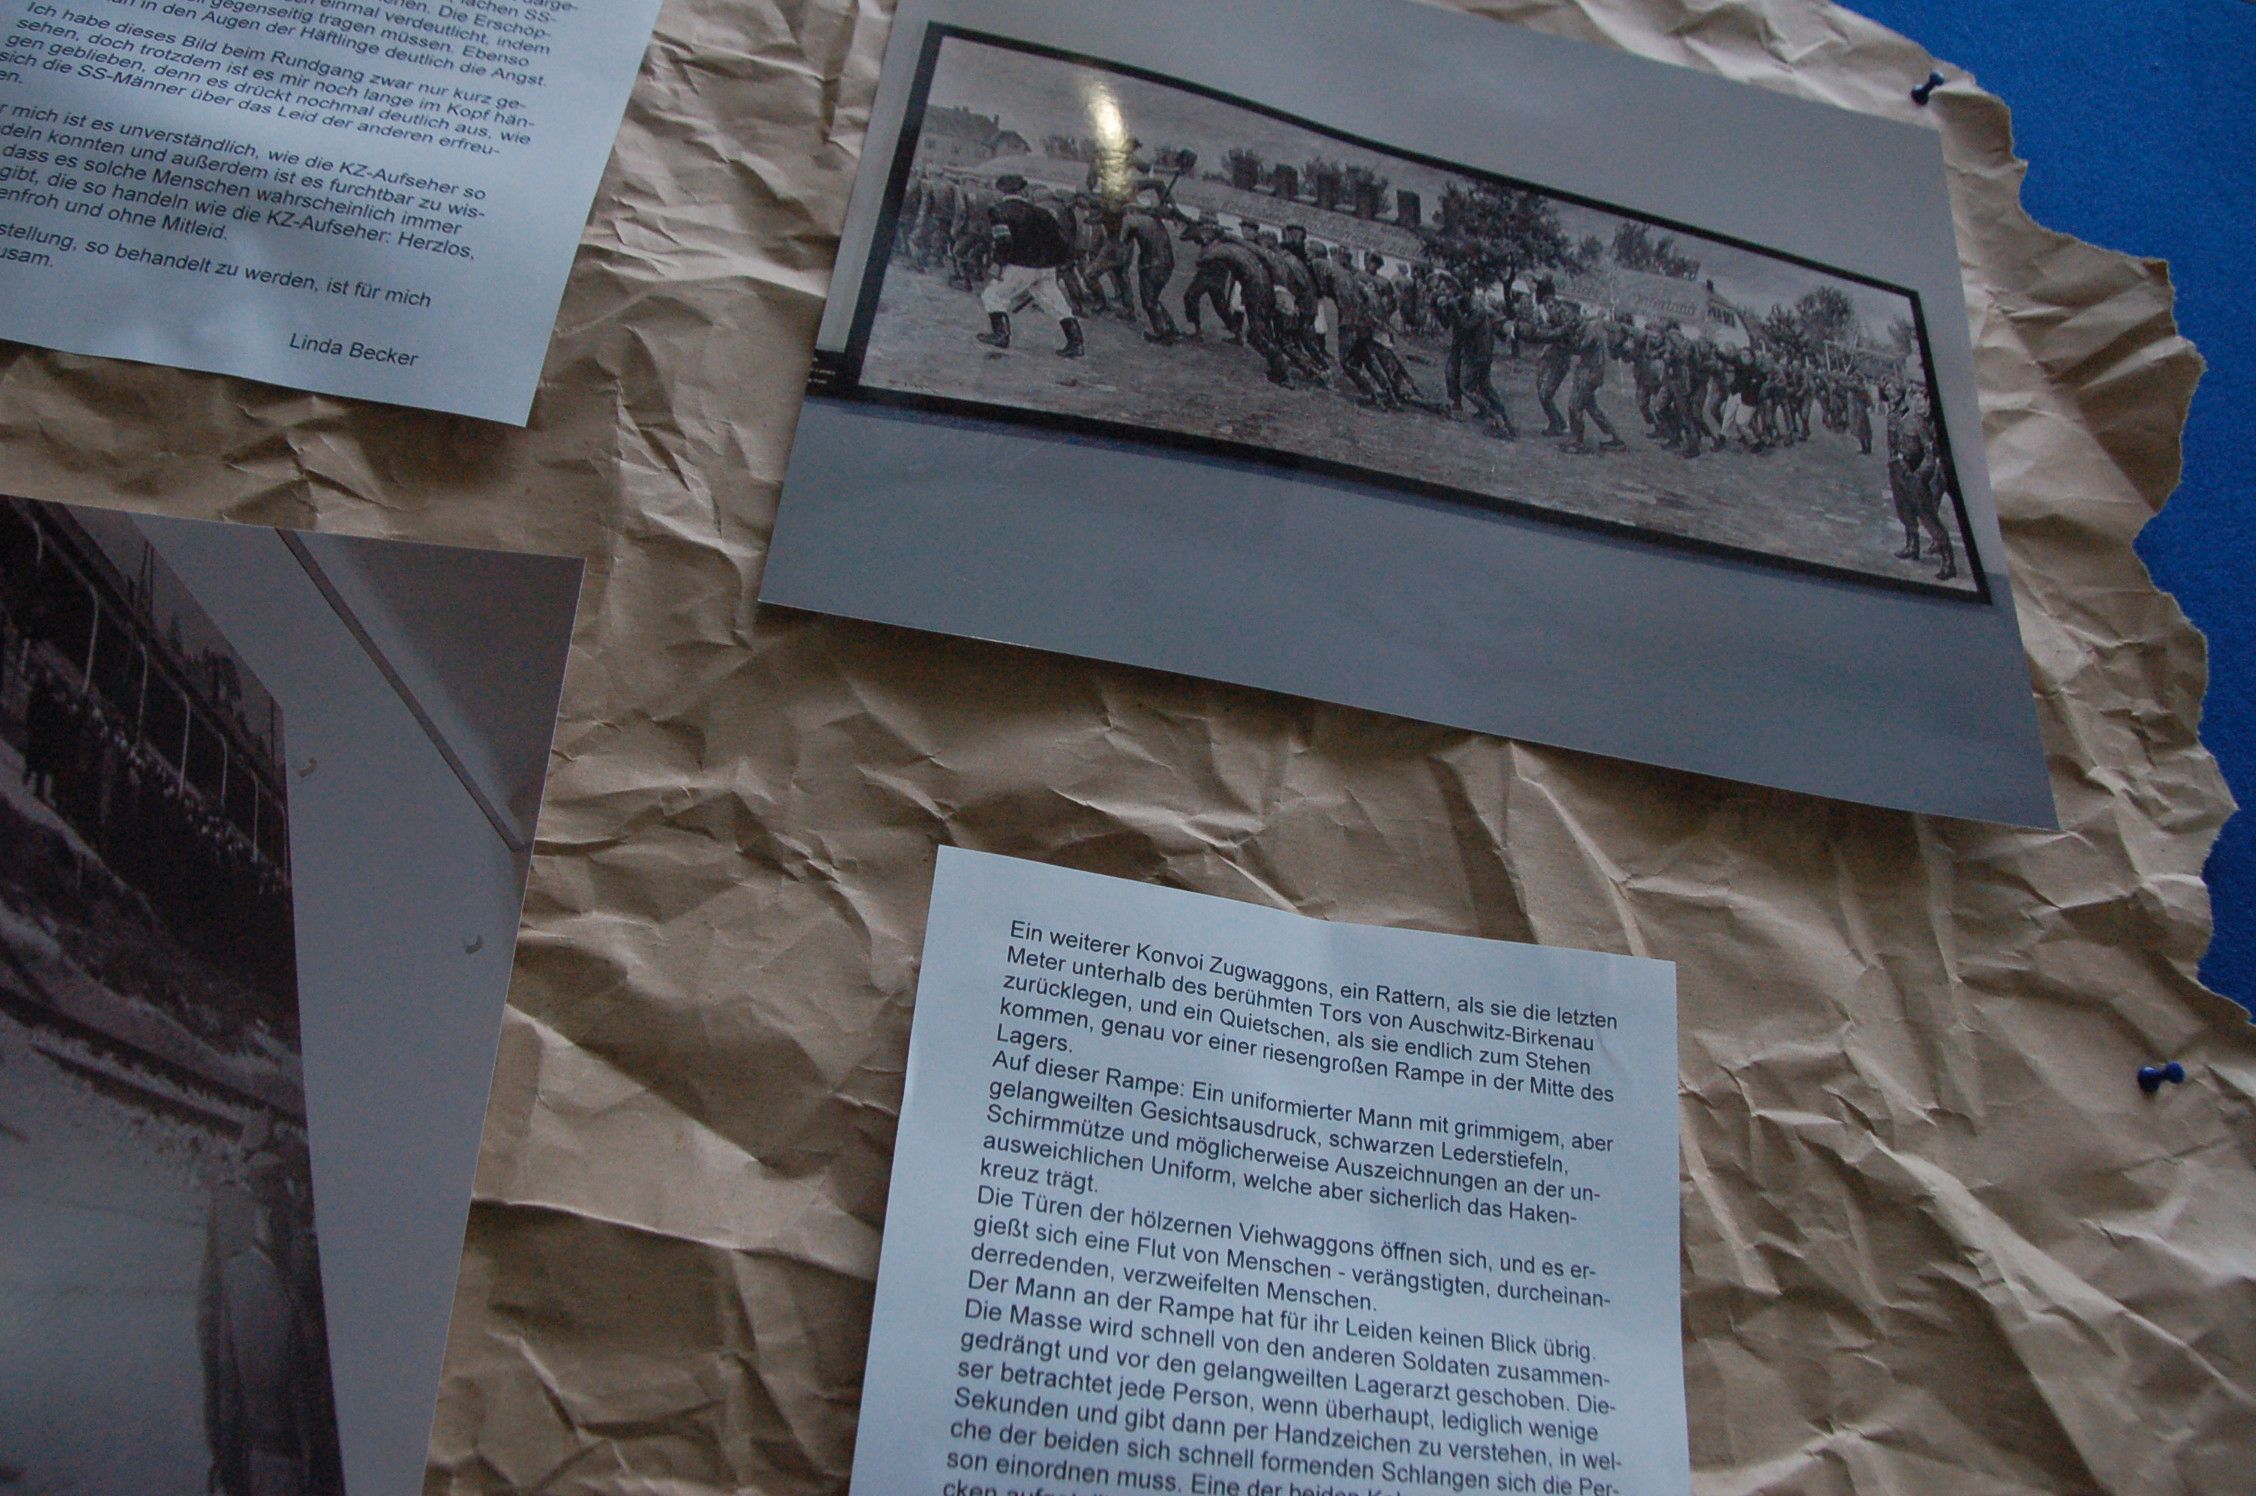 einmal verdeutlicht, indem
gegenseitig tragen müssen. Die Erschöp-
in den Augen der Häftlinge deutlich die Angst.
Ebenso
Ich habe dieses Bild beim Rundgang zwar nur kurz ge-
sehen, doch trotzdem ist es mir noch lange im Kopf hän-
gen geblieben, denn es drückt nochmal deutlich aus, wie
sich die SS-Männer über das Leid der anderen erfreu-
en.
mich ist es unverständlich, wie die KZ-Aufseher so
deln konnten und außerdem ist es furchtbar zu wis-
dass es solche Menschen wahrscheinlich immer
gibt, die so handeln wie die KZ-Aufseher: Herzlos,
enfroh und ohne Mitleid.
stellung, so behandelt zu werden, ist für mich
usam.
Linda Becker
Ein weiterer Konvoi Zugwaggons, ein Rattern, als sie die letzten
Meter unterhalb des berühmten Tors von Auschwitz-Birkenau
zurücklegen, und ein Quietschen, als sie endlich zum Stehen
kommen, genau vor einer riesengroßen Rampe in der Mitte des
Lagers.
Auf dieser Rampe: Ein uniformierter Mann mit grimmigem, aber
gelangweilten Gesichtsausdruck, schwarzen Lederstiefeln,
Schirmmütze und möglicherweise Auszeichnungen an der un-
ausweichlichen Uniform, welche aber sicherlich das Haken-
kreuz trägt.
Die Türen der hölzernen Viehwaggons öffnen sich, und es er-
gießt sich eine Flut von Menschen - verängstigten, durcheinan-
derredenden, verzweifelten Menschen.
Der Mann an der Rampe hat für ihr Leiden keinen Blick übrig.
Die Masse wird schnell von den anderen Soldaten zusammen-
gedrängt und vor den gelangweilten Lagerarzt geschoben. Die-
ser betrachtet jede Person, wenn überhaupt, lediglich wenige
Sekunden und gibt dann per Handzeichen zu verstehen, in wel-
che der beiden sich schnell formenden Schlangen sich die Per-
son einordnen muss. Eine der beiden